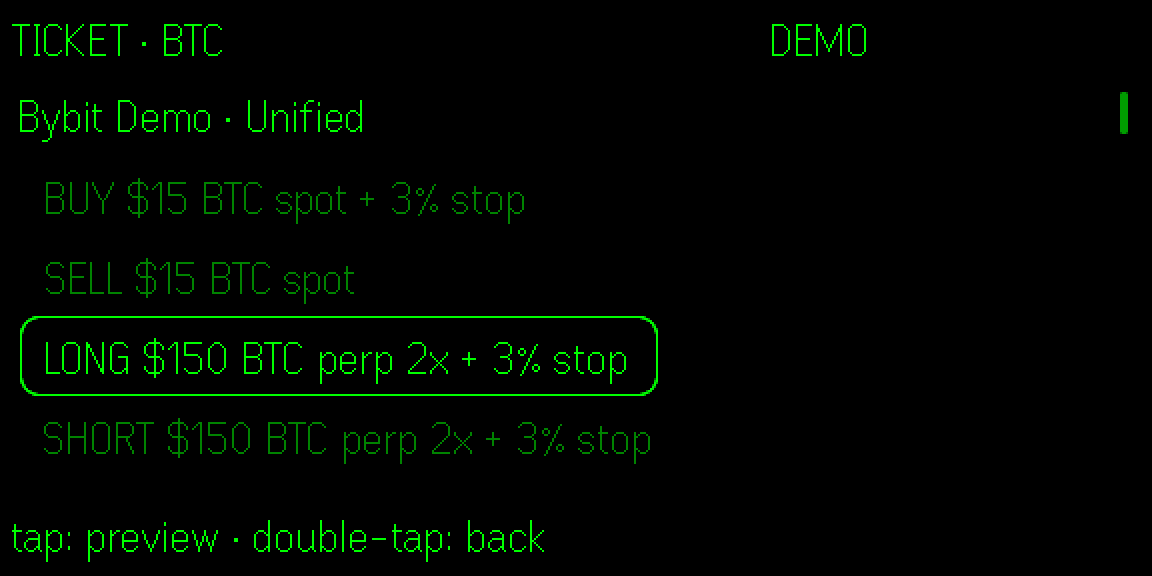 TICKET · BTC DEMO
Bybit Demo · Unified
BUY $15 BTC spot + 3% stop
SELL $15 BTC spot
LONG $150 BTC perp 2x + 3% stop
SHORT $150 BTC perp 2x + 3% stop
tap: preview · double-tap: back